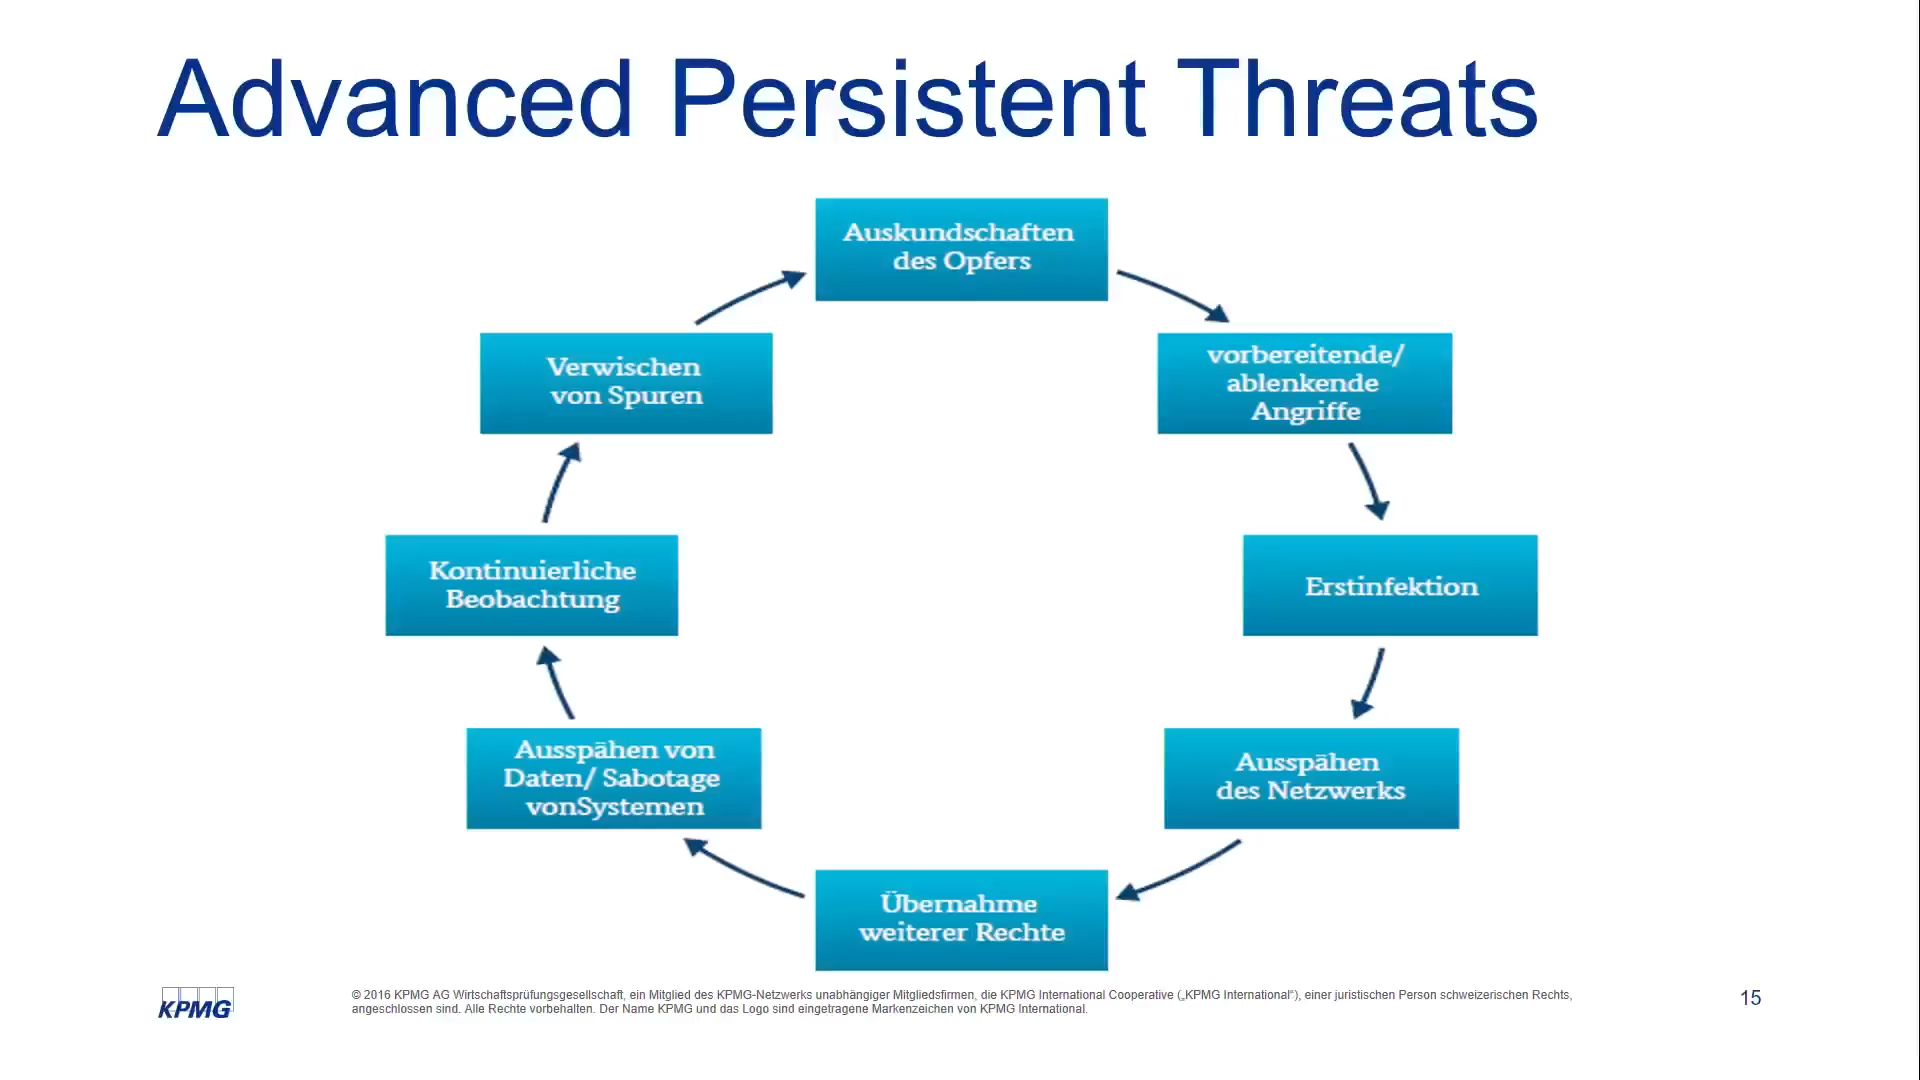 Advanced Persistent Threats
Auskundschaften
des Opfers
vorbereitende/
ablenkende
Angriffe
Erstinfektion
Ausspähen
des Netzwerks
Übernahme
weiterer Rechte
Ausspähen von
Daten/ Sabotage
vonSystemen
Kontinuierliche
Beobachtung
Verwischen
von Spuren
KPMG
© 2016 KPMG AG Wirtschaftsprüfungsgesellschaft, ein Mitglied des KPMG-Netzwerks unabhängiger Mitgliedsfirmen, die KPMG International Cooperative („KPMG International“), einer juristischen Person schweizerischen Rechts,
angeschlossen sind. Alle Rechte vorbehalten. Der Name KPMG und das Logo sind eingetragene Markenzeichen von KPMG International.
15